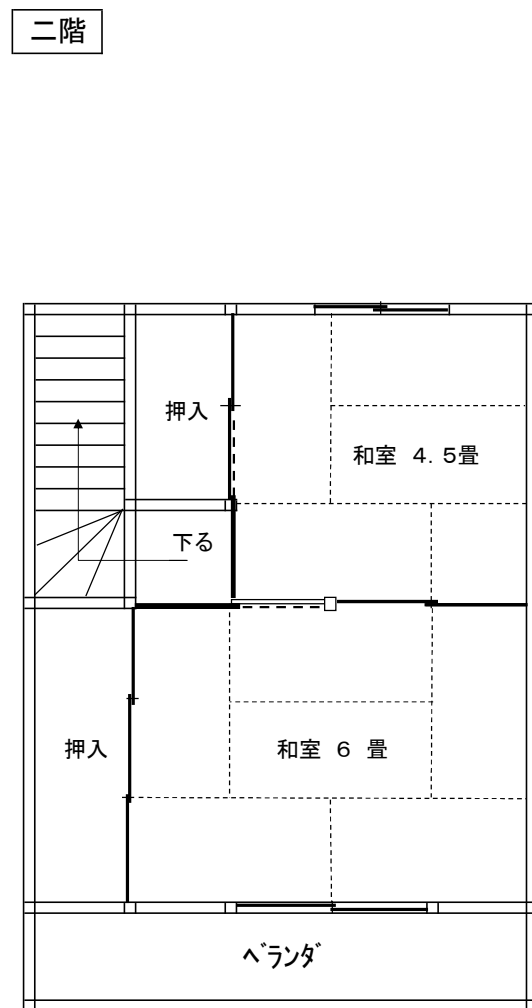 二階
押入
和室 ４.５畳
下る
押入
和室 ６ 畳
ﾍﾞﾗﾝﾀﾞ